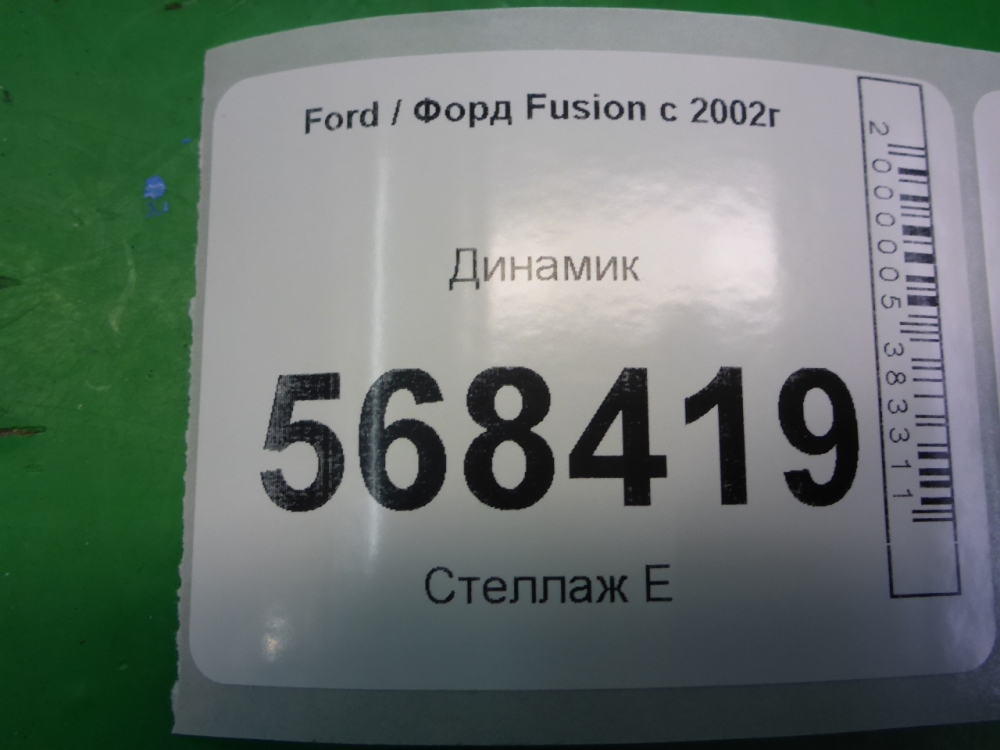 Ford / Форд Fusion с 2002г
Динамик
568419
Стеллаж Е
2000005383311